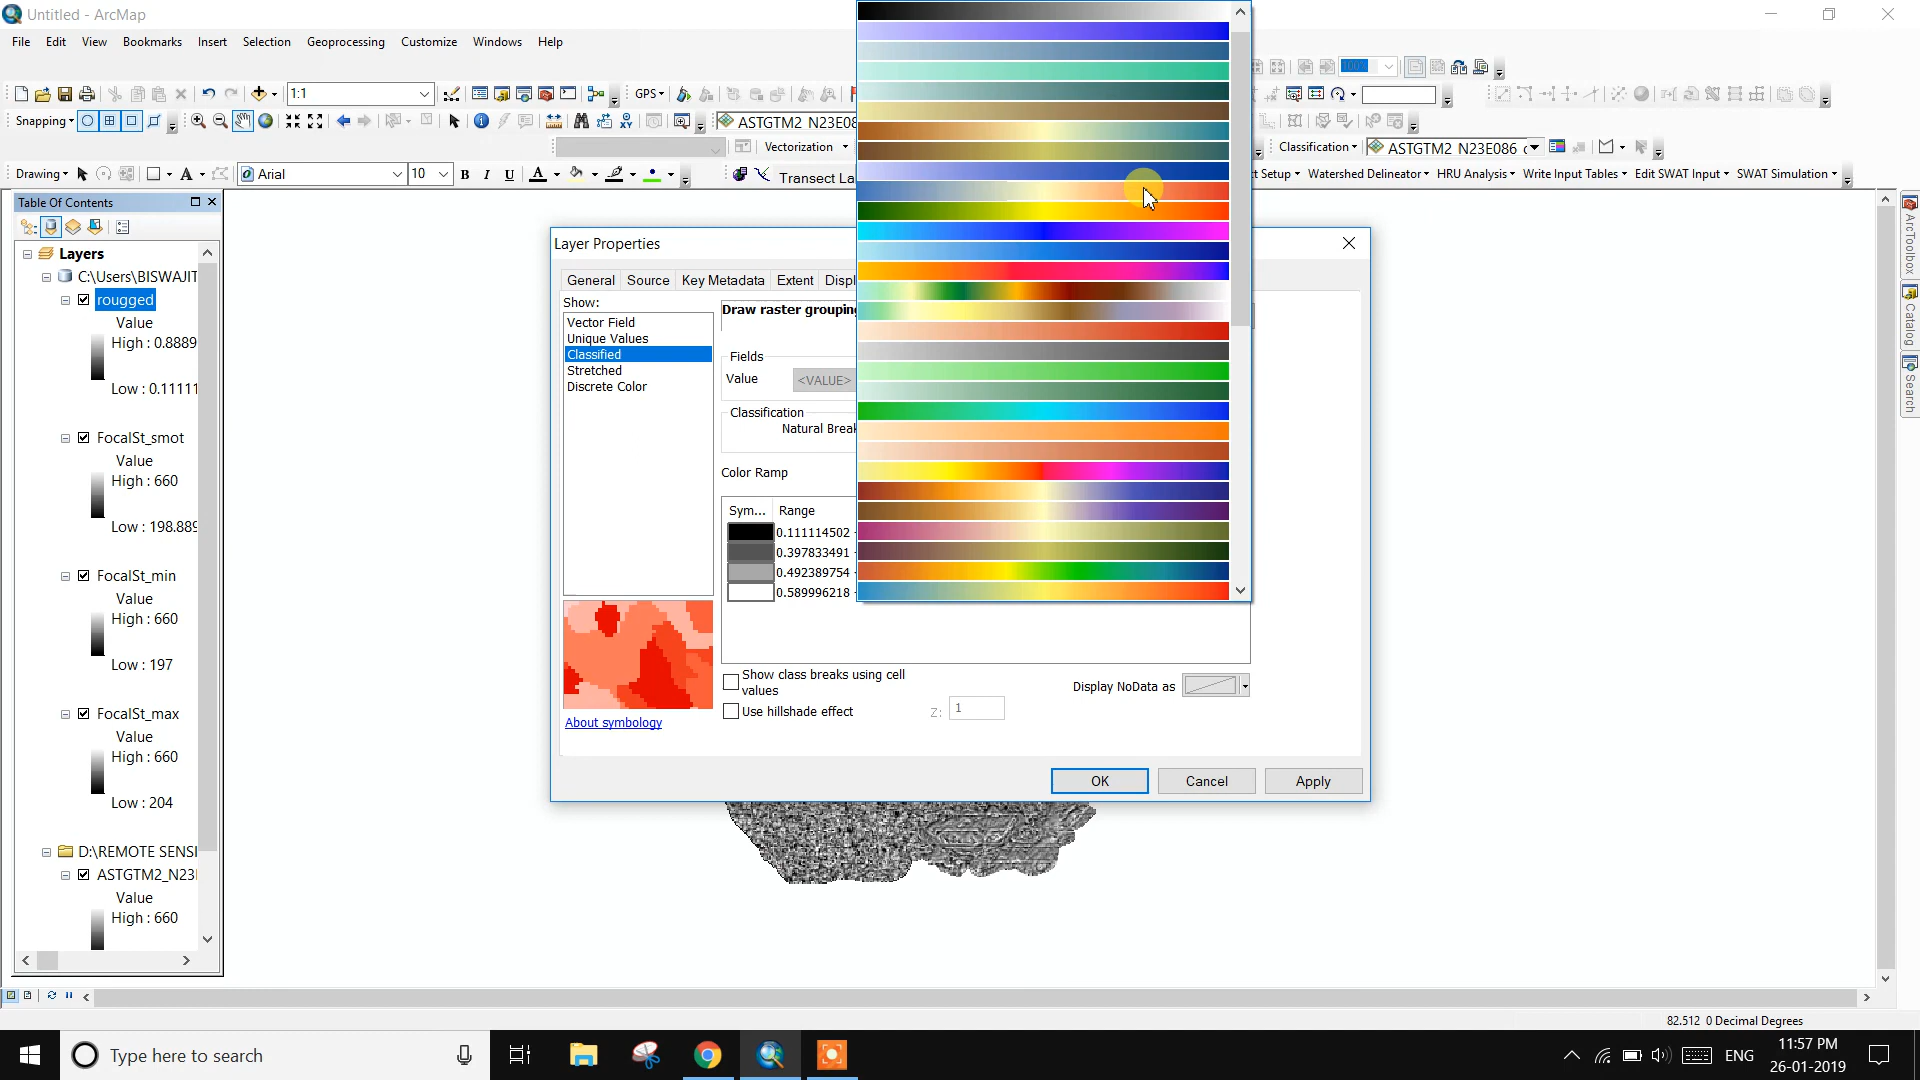 Untitled - ArcMap
File Edit View Bookmarks Insert Selection Geoprocessing Customize Windows Help
100%
1:1 GPS
Snapping ASTGTM2_N23E08
Vectorization Classification ASTGTM2_N23E086_c
Drawing A Arial 10 B I U A Transect La ct Setup Watershed Delineator HRU Analysis Write Input Tables Edit SWAT Input SWAT Simulation
Table Of Contents
Layers
C:\Users\BISWAJIT
rougged
Value
High : 0.8889
Low : 0.11111
FocalSt_smot
Value
High : 660
Low : 198.889
FocalSt_min
Value
High : 660
Low : 197
FocalSt_max
Value
High : 660
Low : 204
D:\REMOTE SENSI
ASTGTM2_N23I
Value
High : 660
Layer Properties
General Source Key Metadata Extent Displ
Show:
Vector Field
Unique Values
Classified
Stretched
Discrete Color
About symbology
Draw raster grouping
Fields
Value <VALUE>
Classification
Natural Break
Color Ramp
Sym... Range
0.111114502 -
0.397833491 -
0.492389754 -
0.589996218 -
Show class breaks using cell
values
Display NoData as
Use hillshade effect Z: 1
OK Cancel Apply
ArcToolbox
Catalog
Search
82.512 0 Decimal Degrees
Type here to search
ENG
11:57 PM
26-01-2019